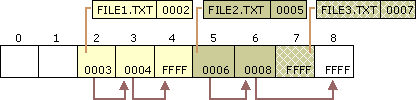 FILE1.TXT 0002 FILE2.TXT 0005 FILE3.TXT 0007
0 1 2 3 4 5 6 7 8
0003 0004 FFFF 0006 0008 FFFF FFFF